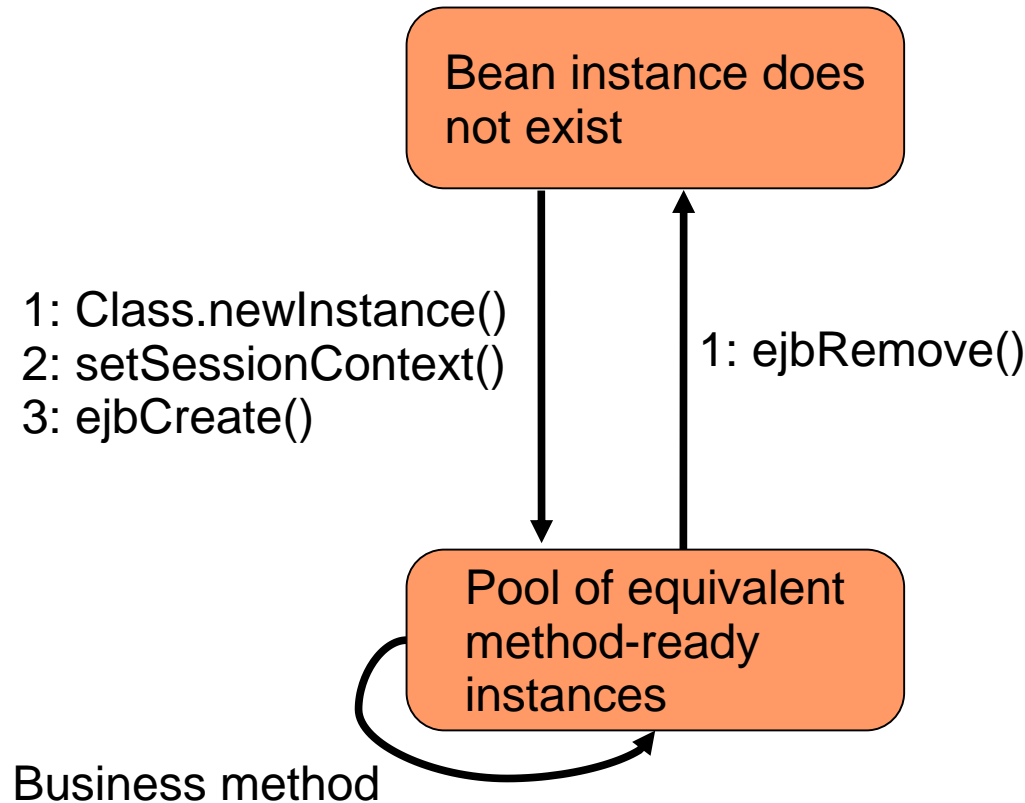 Bean instance does
not exist
1: Class.newInstance()
2: setSessionContext()
3: ejbCreate()
1: ejbRemove()
Pool of equivalent
method-ready
instances
Business method